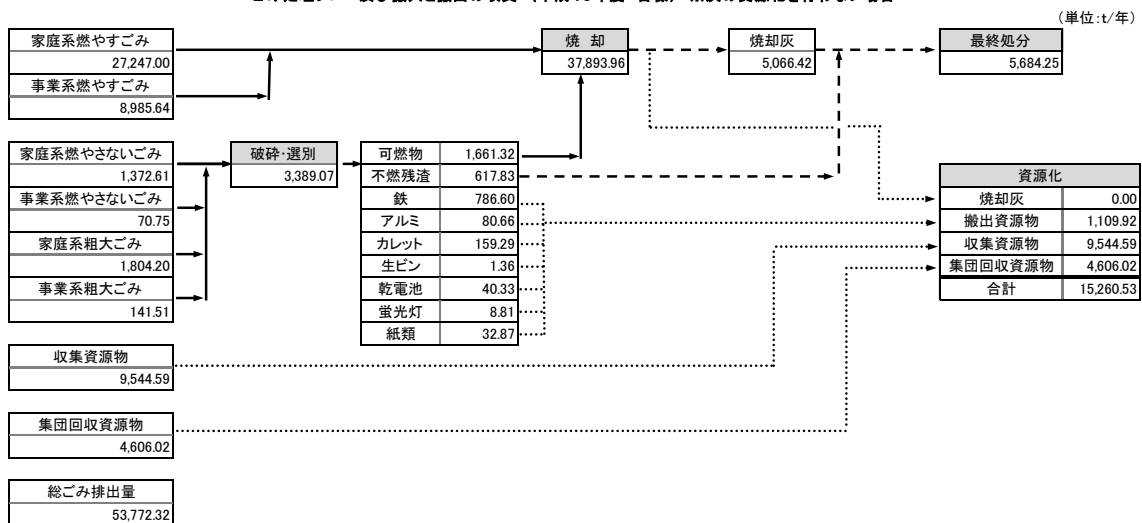 (単位:t/年)
家庭系燃やすごみ
27,247.00
事業系燃やすごみ
8,985.64
焼 却
37,893.96
焼却灰
5,066.42
最終処分
5,684.25
家庭系燃やさないごみ
1,372.61
事業系燃やさないごみ
70.75
家庭系粗大ごみ
1,804.20
事業系粗大ごみ
141.51
破砕・選別
3,389.07
可燃物 1,661.32
不燃残渣 617.83
鉄 786.60
アルミ 80.66
カレット 159.29
生ビン 1.36
乾電池 40.33
蛍光灯 8.81
紙類 32.87
資源化
焼却灰 0.00
搬出資源物 1,109.92
収集資源物 9,544.59
集団回収資源物 4,606.02
合計 15,260.53
収集資源物
9,544.59
集団回収資源物
4,606.02
総ごみ排出量
53,772.32